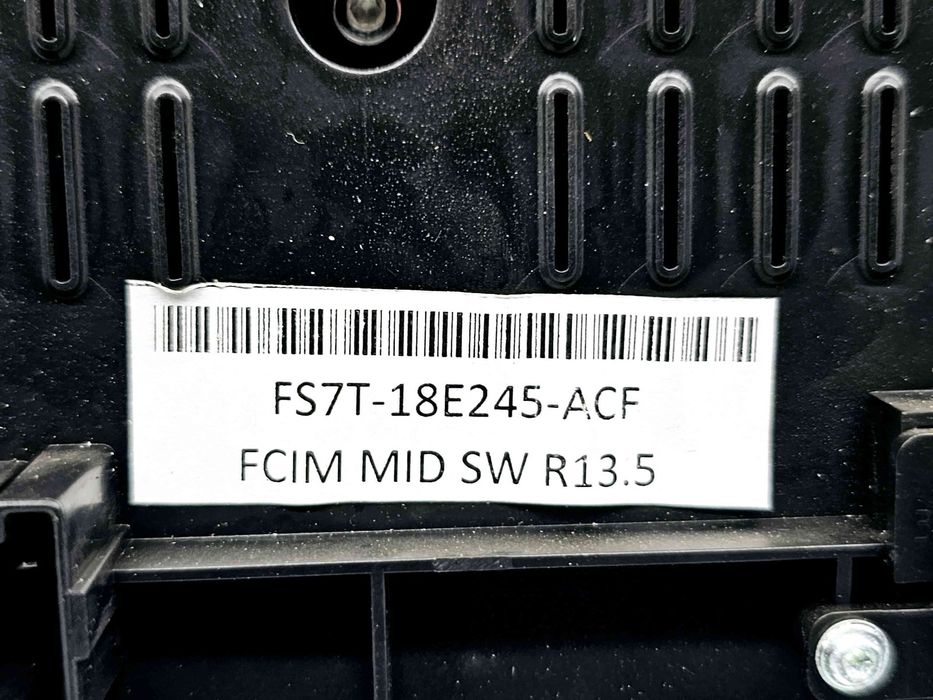 FS7T-18E245-ACF
FCIM MID SW R13.5